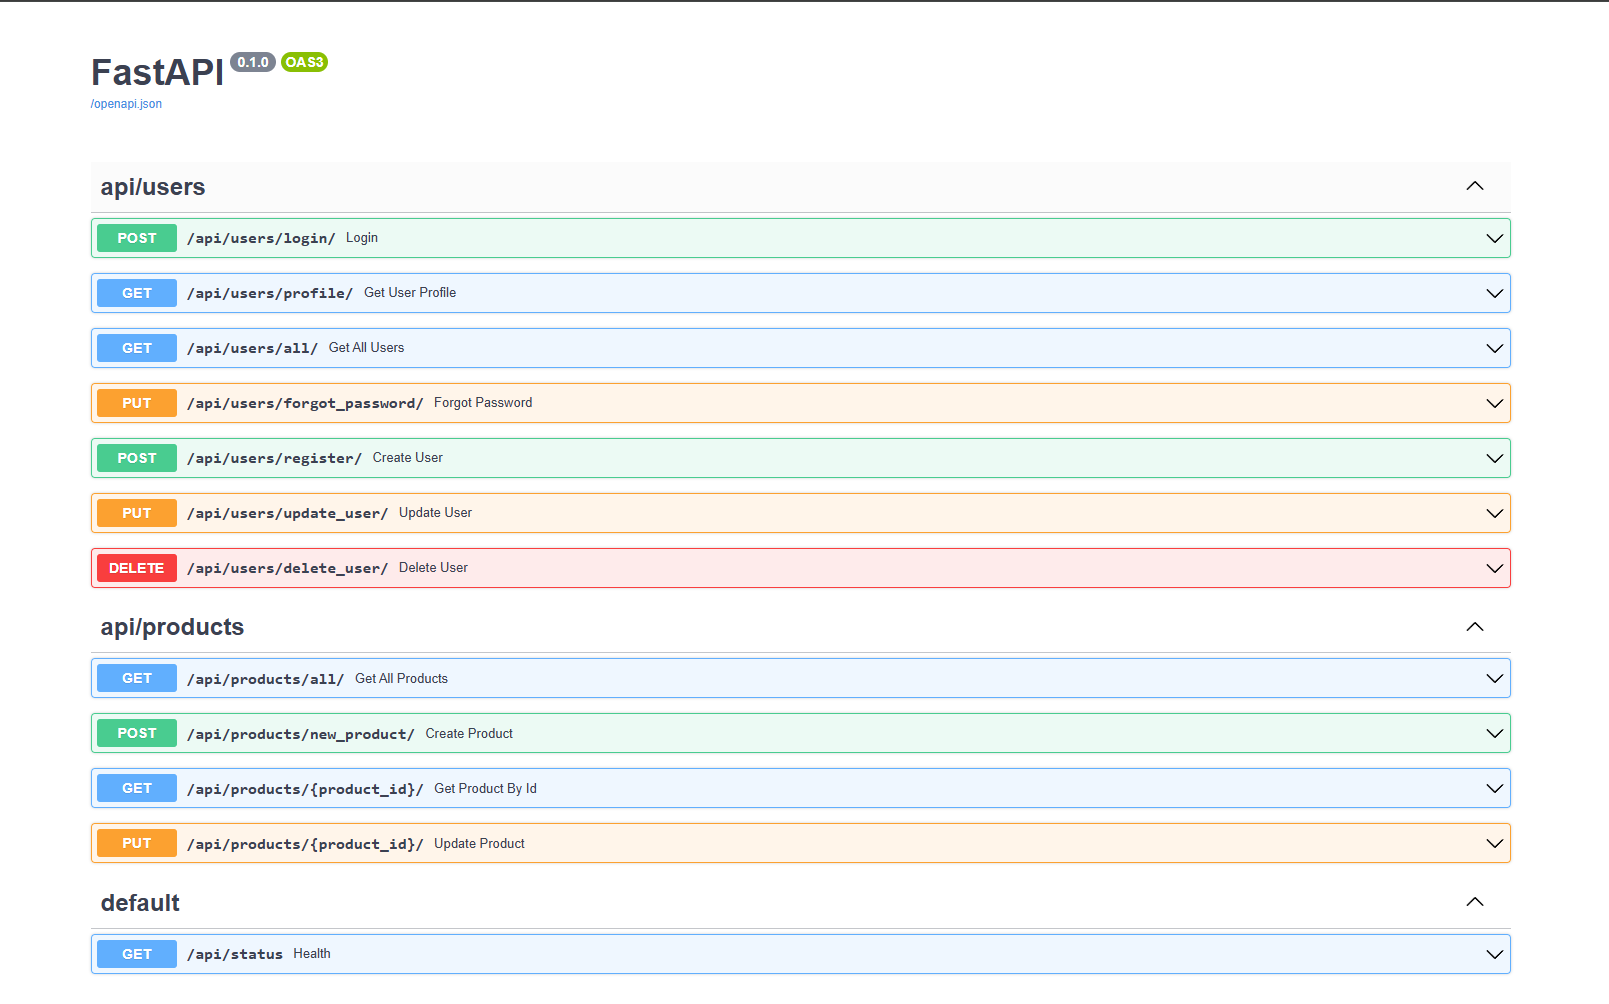 FastAPI 0.1.0 OAS3
/openapi.json
api/users
POST /api/users/login/ Login
GET /api/users/profile/ Get User Profile
GET /api/users/all/ Get All Users
PUT /api/users/forgot_password/ Forgot Password
POST /api/users/register/ Create User
PUT /api/users/update_user/ Update User
DELETE /api/users/delete_user/ Delete User
api/products
GET /api/products/all/ Get All Products
POST /api/products/new_product/ Create Product
GET /api/products/{product_id}/ Get Product By Id
PUT /api/products/{product_id}/ Update Product
default
GET /api/status Health